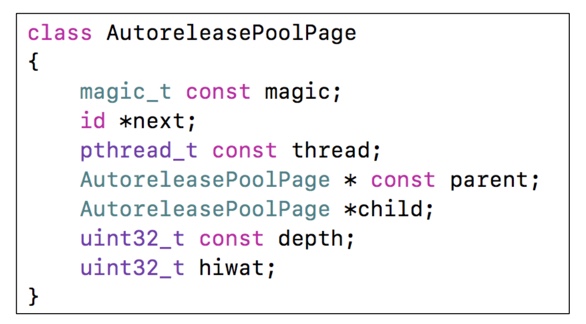 class AutoreleasePoolPage
{
    magic_t const magic;
    id *next;
    pthread_t const thread;
    AutoreleasePoolPage * const parent;
    AutoreleasePoolPage *child;
    uint32_t const depth;
    uint32_t hiwat;
}